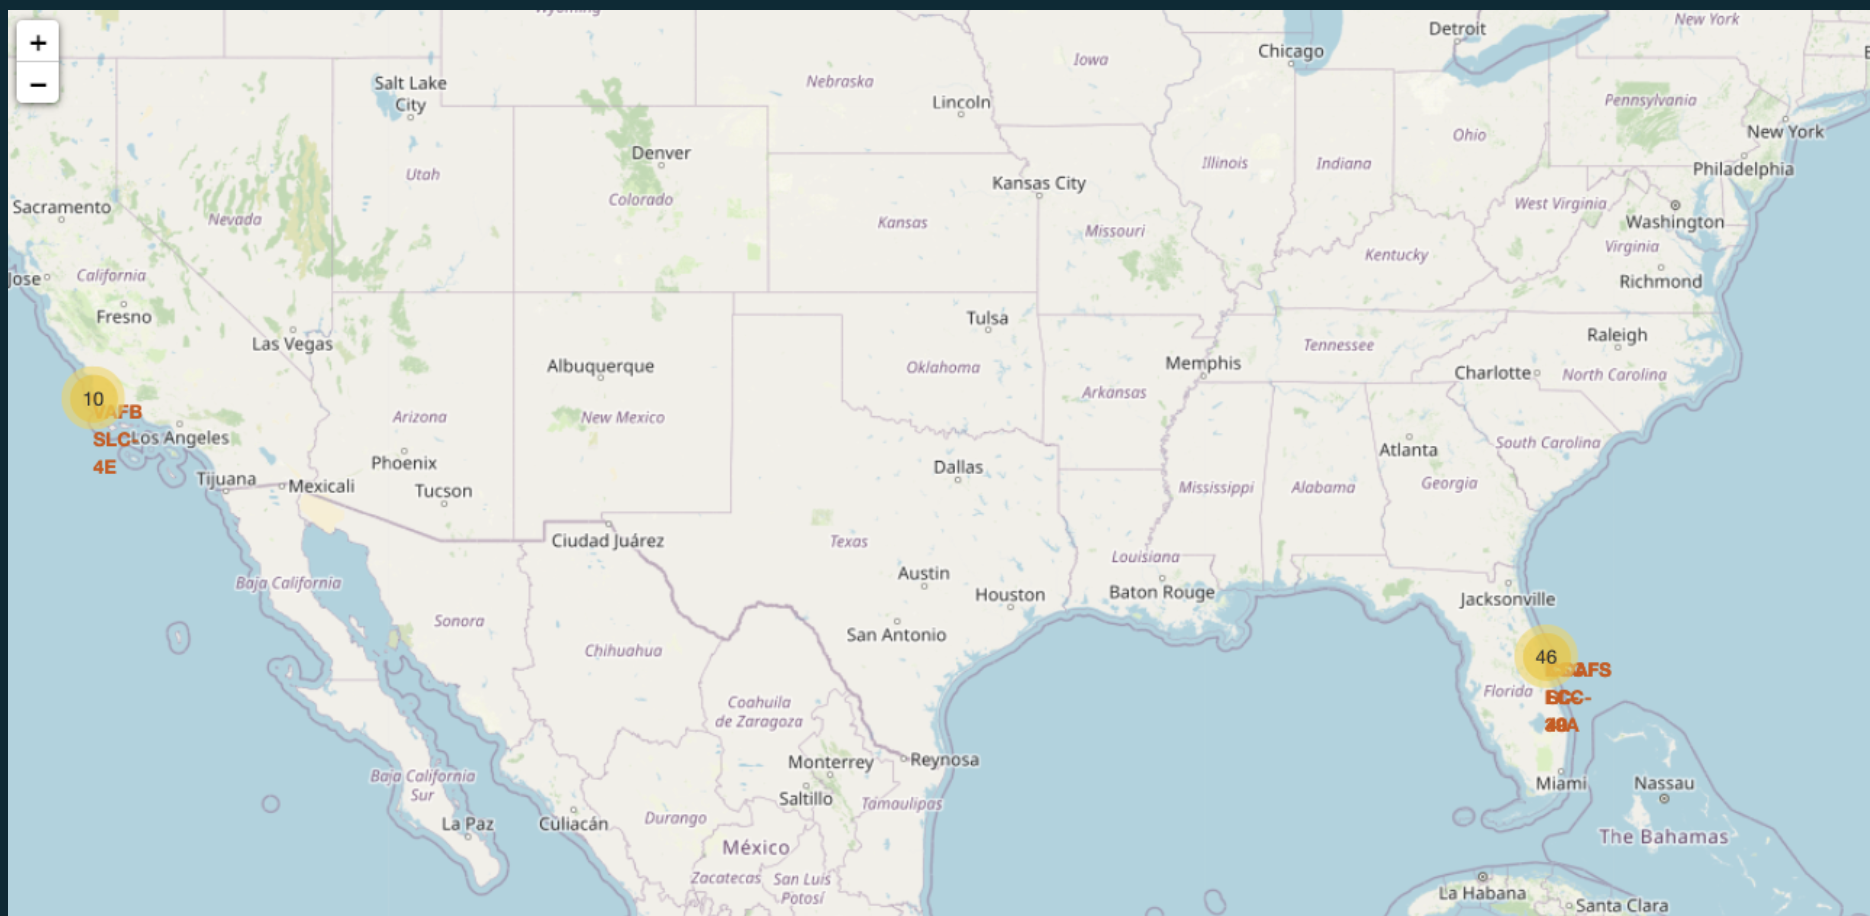 Wyoming
+
−
Detroit
New York
Chicago
Iowa
Salt Lake
City
Nebraska
Lincoln
Pennsylvania
New York
Ohio
Denver
Utah
Illinois
Indiana
Philadelphia
Kansas City
Colorado
Sacramento
Nevada
Kansas
Missouri
West Virginia
Washington
Virginia
Kentucky
Jose
California
Richmond
Fresno
Las Vegas
Tulsa
Raleigh
Tennessee
Memphis
Albuquerque
Oklahoma
Charlotte
North Carolina
Arkansas
10
VAFB
SLC-
4E
Los Angeles
Arizona
New Mexico
South Carolina
Atlanta
Phoenix
Dallas
Tijuana
Mexicali
Tucson
Mississippi
Alabama
Georgia
Ciudad Juárez
Texas
Louisiana
Austin
Baja California
Houston
Baton Rouge
Jacksonville
Sonora
San Antonio
Chihuahua
46
Florida
Coahuila
de Zaragoza
Monterrey
Reynosa
Baja California
Sur
Miami
Nassau
Saltillo
Tamaulipas
La Paz
Culiacán
Durango
The Bahamas
México
Zacatecas
San Luis
Potosí
La Habana
Santa Clara